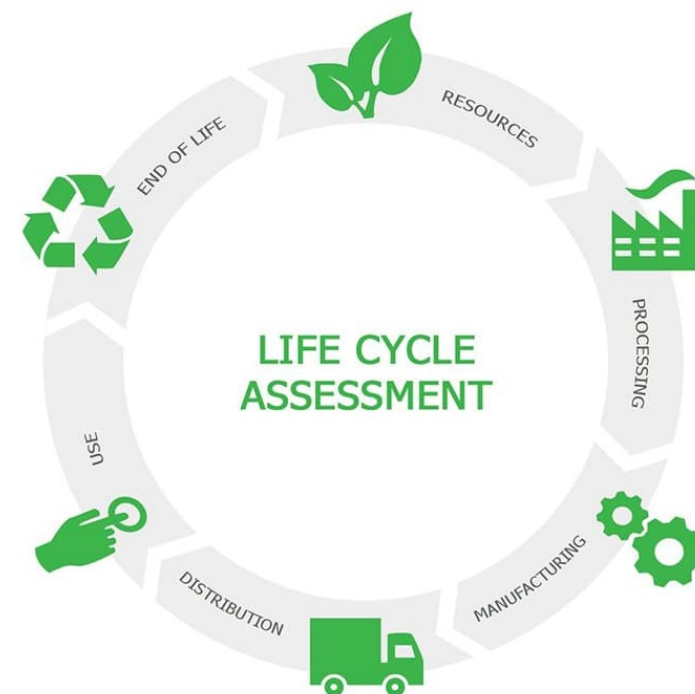 LIFE CYCLE
ASSESSMENT
RESOURCES
PROCESSING
MANUFACTURING
DISTRIBUTION
USE
END OF LIFE